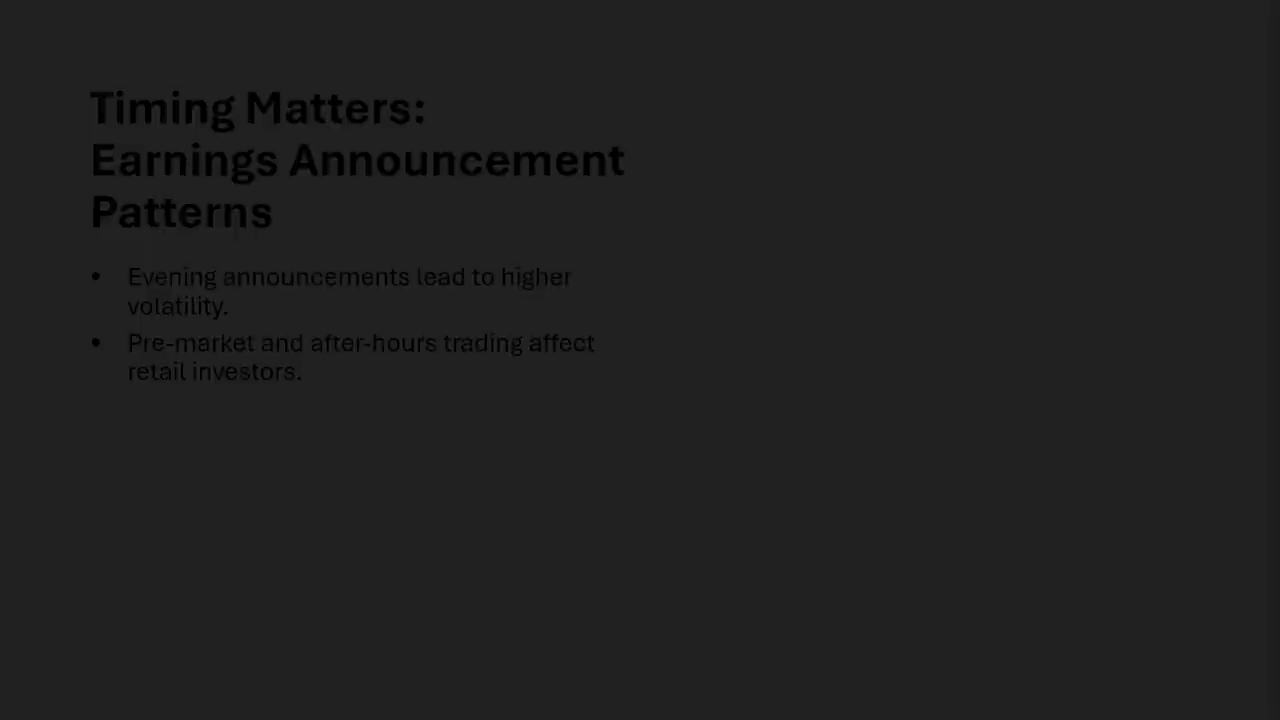 Timing Matters:
Earnings Announcement
Patterns
• Evening announcements lead to higher
volatility.
• Pre-market and after-hours trading affect
retail investors.